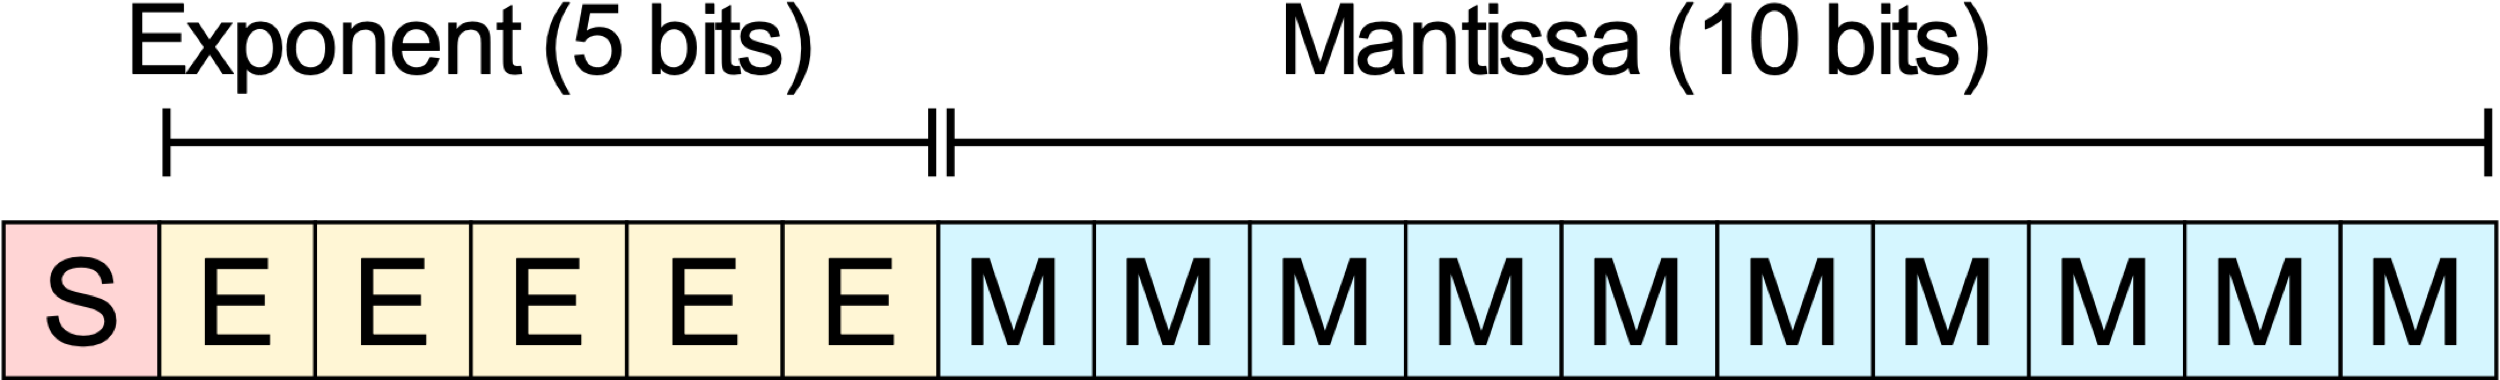 Exponent (5 bits) Mantissa (10 bits)
S E E E E E M M M M M M M M M M